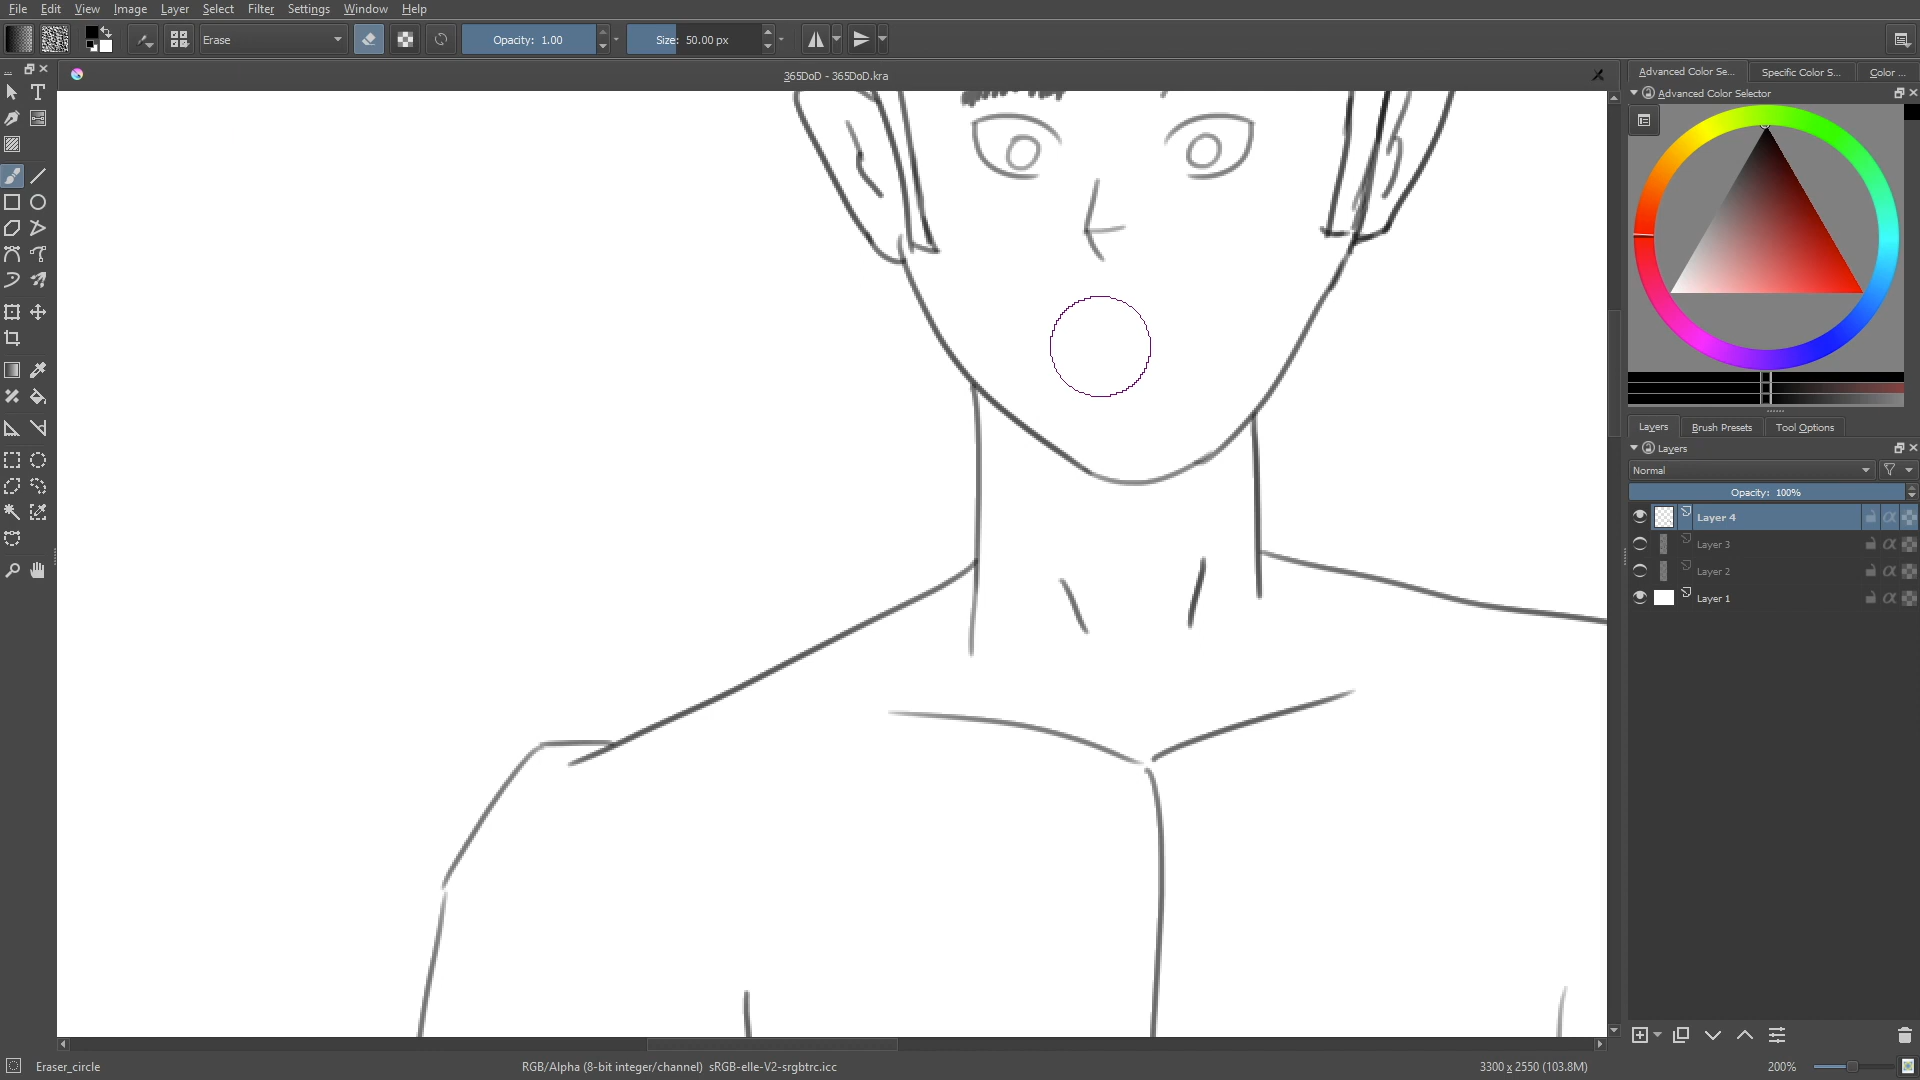 File Edit View Image Layer Select Filter Settings Window Help
Erase
Opacity: 1.00
Size: 50.00 px
365DoD - 365DoD.kra
Advanced Color Se...
Specific Color S...
Color ...
Advanced Color Selector
Layers
Brush Presets
Tool Options
Layers
Normal
Opacity: 100%
Layer 4
Layer 3
Layer 2
Layer 1
Eraser_circle
RGB/Alpha (8-bit integer/channel) sRGB-elle-V2-srgbtrc.icc
3300 x 2550 (103.8M)
200%